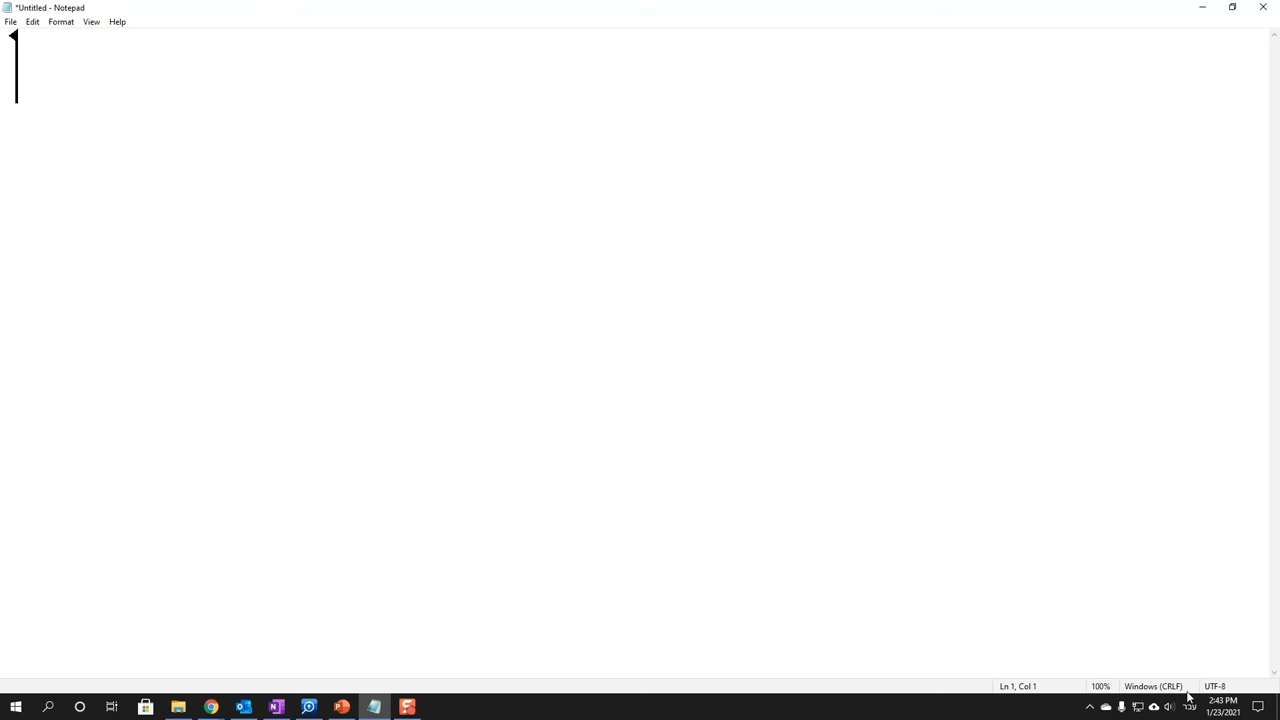 *Untitled - Notepad
File Edit Format View Help
Ln 1, Col 1 100% Windows (CRLF) UTF-8
עבר 2:43 PM
1/23/2021